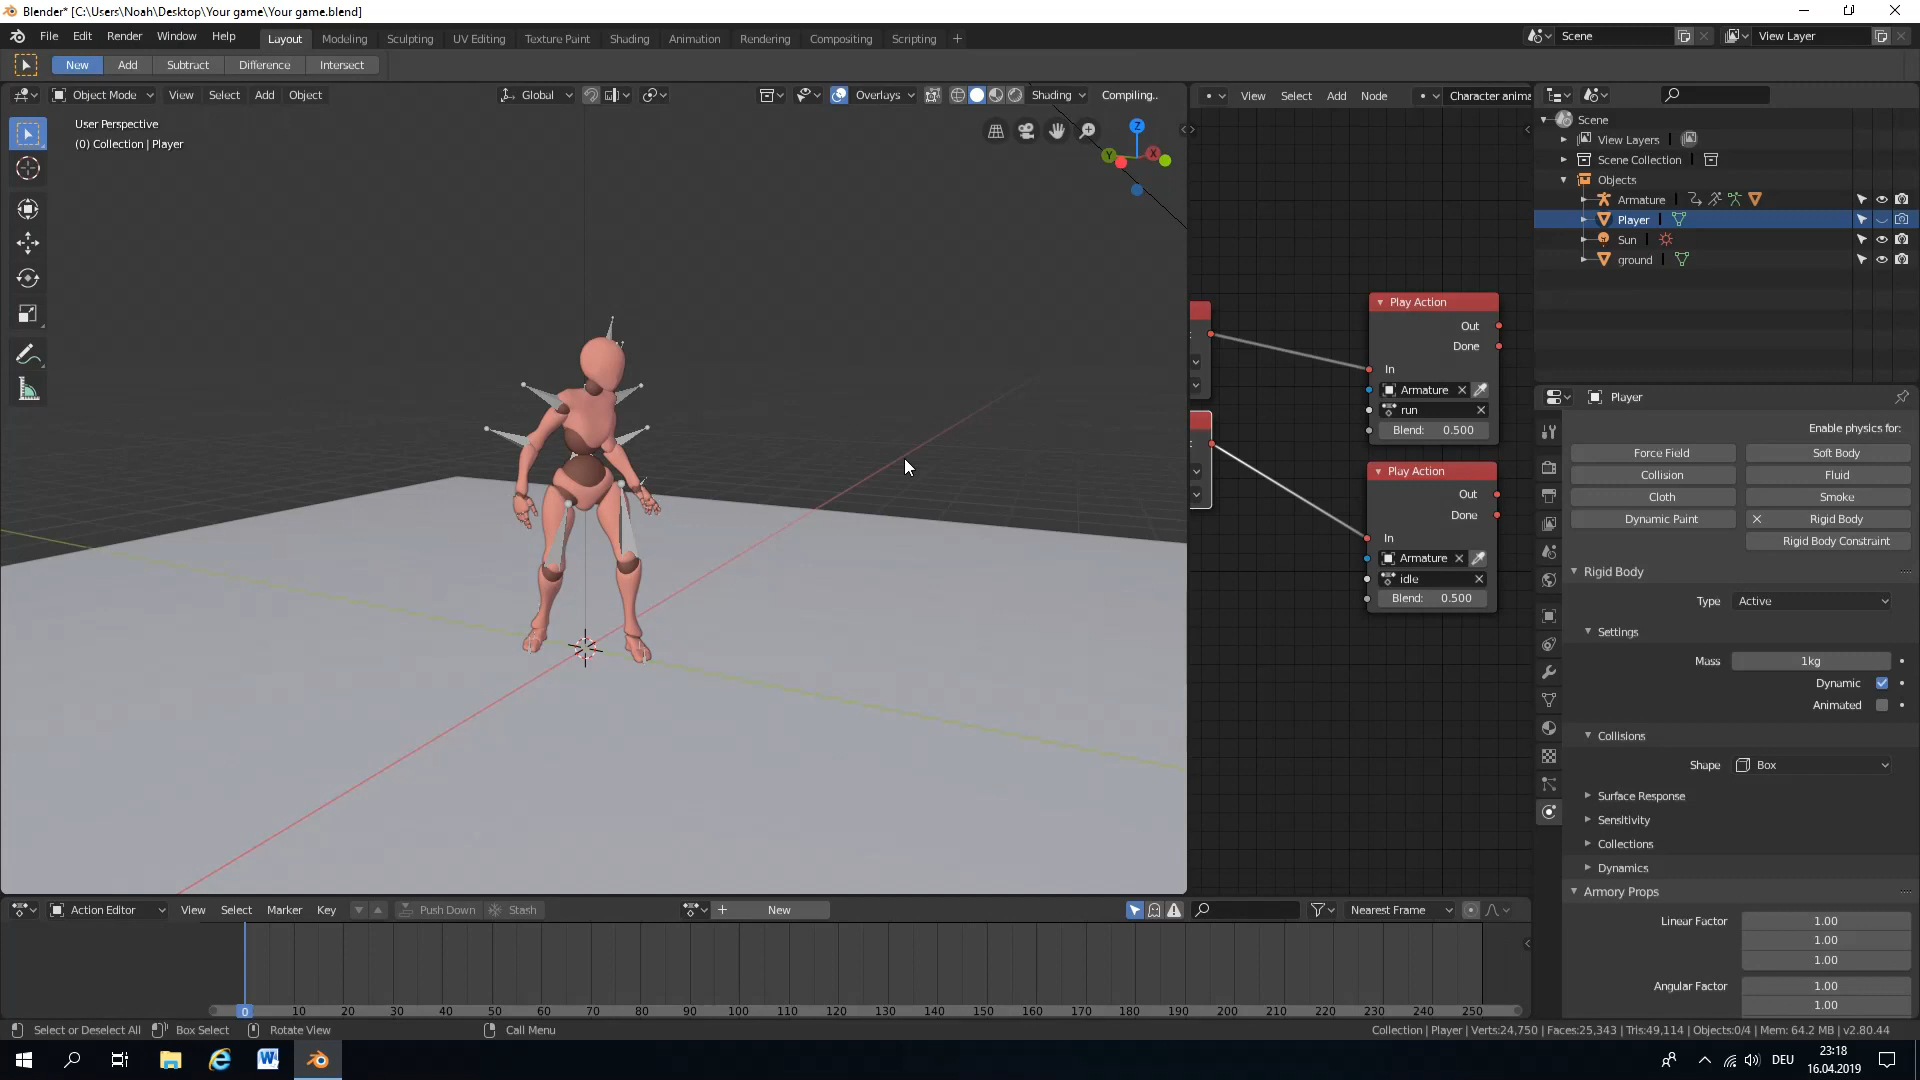 Blender* [C:\Users\Noah\Desktop\Your game\Your game.blend]
File Edit Render Window Help
Layout Modeling Sculpting UV Editing Texture Paint Shading Animation Rendering Compositing Scripting +
Scene
View Layer
New Add Subtract Difference Intersect
Object Mode View Select Add Object
Global
Overlays
Shading
Compiling..
View Select Add Node
Character anima
User Perspective
(0) Collection | Player
Z
Y
X
Scene
View Layers
Scene Collection
Objects
Armature
Player
Sun
ground
Play Action
Out
Done
In
Armature
run
Blend: 0.500
Play Action
Out
Done
In
Armature
idle
Blend: 0.500
Player
Enable physics for:
Force Field Soft Body
Collision Fluid
Cloth Smoke
Dynamic Paint Rigid Body
Rigid Body Constraint
Rigid Body
Type Active
Settings
Mass 1kg
Dynamic
Animated
Collisions
Shape Box
Surface Response
Sensitivity
Collections
Dynamics
Armory Props
Linear Factor 1.00
1.00
1.00
Angular Factor 1.00
1.00
Action Editor View Select Marker Key Push Down Stash
New
Nearest Frame
0 10 20 30 40 50 60 70 80 90 100 110 120 130 140 150 160 170 180 190 200 210 220 230 240 250
Select or Deselect All Box Select Rotate View Call Menu
Collection | Player | Verts:24,750 | Faces:25,343 | Tris:49,114 | Objects:0/4 | Mem: 64.2 MB | v2.80.44
DEU
23:18
16.04.2019